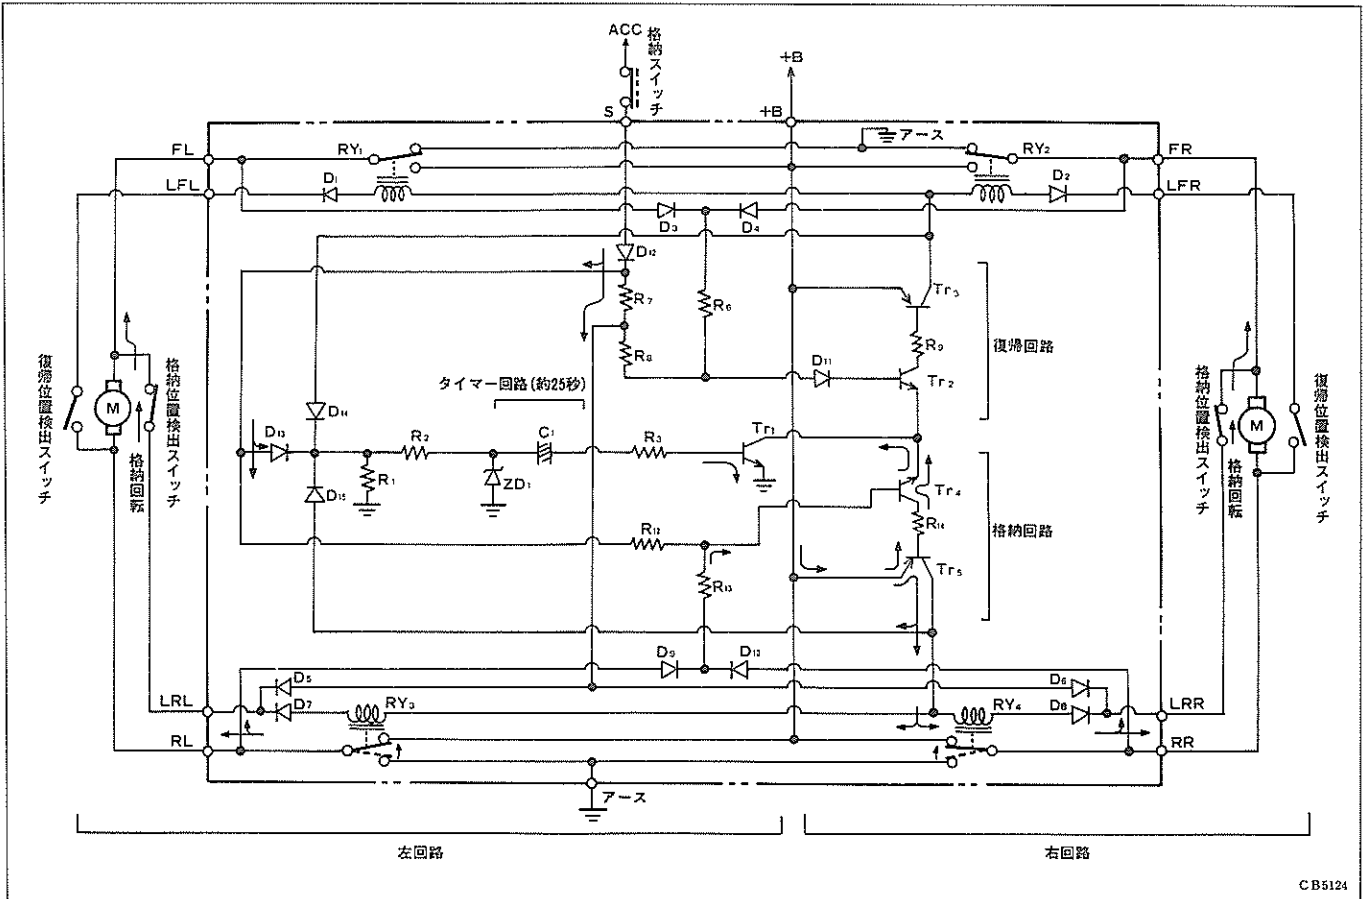 ACC
格納スイッチ
+B
S
+B
アース
FL
RY1
RY2
FR
LFL
D1
D2
LFR
D3
D4
D12
R7
R6
Tr3
R8
R9
復帰回路
D11
Tr2
タイマー回路(約25秒)
復帰位置検出スイッチ
M
格納回転
格納位置検出スイッチ
D14
D13
R2
C1
R3
Tr1
R1
ZD1
D15
Tr4
R14
格納回路
R12
R13
Tr5
格納位置検出スイッチ
格納回転
M
復帰位置検出スイッチ
D9
D5
D6
LRL
D7
RY3
RY4
D8
LRR
RL
RR
アース
左回路
右回路
CB5124